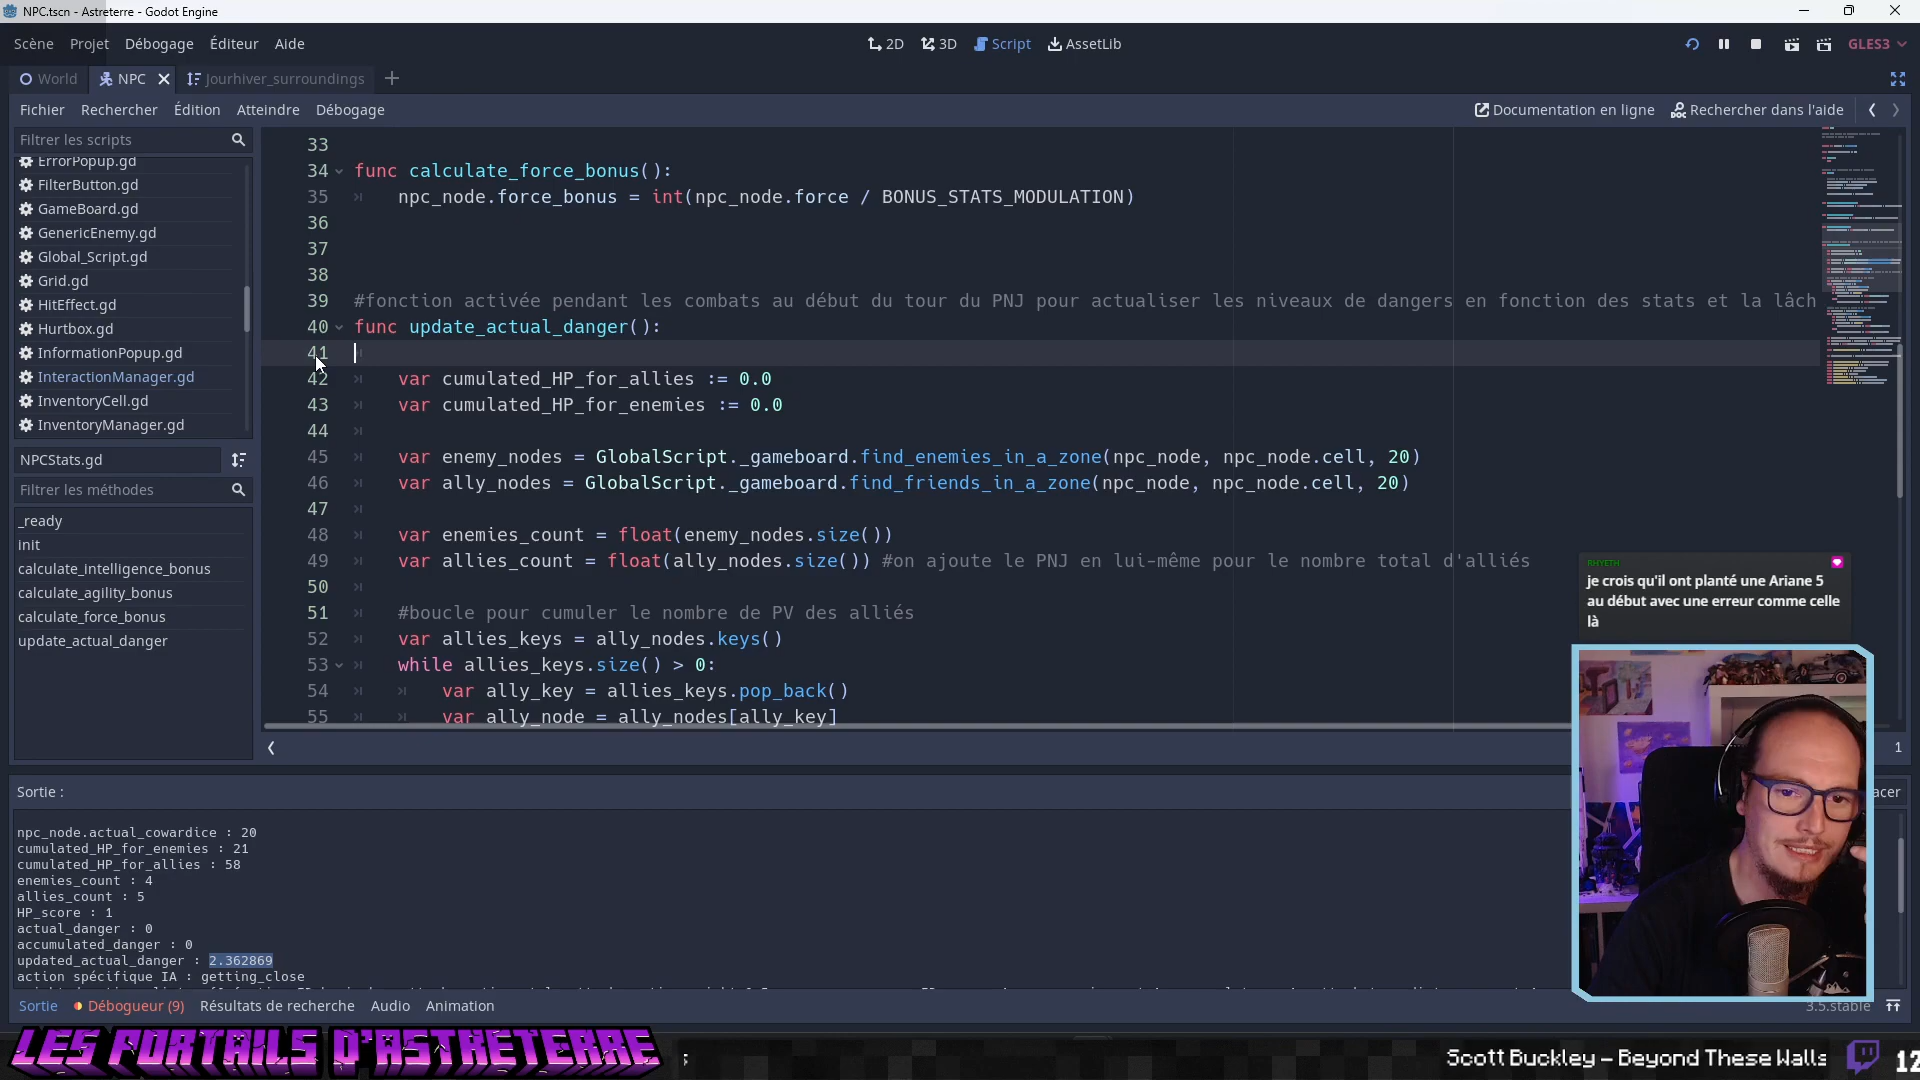 NPC.tscn - Astreterre - Godot Engine
Scène Projet Débogage Éditeur Aide
2D 3D Script AssetLib
GLES3
World NPC Jourhiver_surroundings
Fichier Rechercher Édition Atteindre Débogage
Documentation en ligne Rechercher dans l'aide
Filtrer les scripts
ErrorPopup.gd
FilterButton.gd
GameBoard.gd
GenericEnemy.gd
Global_Script.gd
Grid.gd
HitEffect.gd
Hurtbox.gd
InformationPopup.gd
InteractionManager.gd
InventoryCell.gd
InventoryManager.gd
NPCStats.gd
Filtrer les méthodes
_ready
init
calculate_intelligence_bonus
calculate_agility_bonus
calculate_force_bonus
update_actual_danger
33
34 func calculate_force_bonus():
35 npc_node.force_bonus = int(npc_node.force / BONUS_STATS_MODULATION)
36
37
38
39 #fonction activée pendant les combats au début du tour du PNJ pour actualiser les niveaux de dangers en fonction des stats et la lâch
40 func update_actual_danger():
41
42 var cumulated_HP_for_allies := 0.0
43 var cumulated_HP_for_enemies := 0.0
44
45 var enemy_nodes = GlobalScript._gameboard.find_enemies_in_a_zone(npc_node, npc_node.cell, 20)
46 var ally_nodes = GlobalScript._gameboard.find_friends_in_a_zone(npc_node, npc_node.cell, 20)
47
48 var enemies_count = float(enemy_nodes.size())
49 var allies_count = float(ally_nodes.size()) #on ajoute le PNJ en lui-même pour le nombre total d'alliés
50
51 #boucle pour cumuler le nombre de PV des alliés
52 var allies_keys = ally_nodes.keys()
53 while allies_keys.size() > 0:
54 var ally_key = allies_keys.pop_back()
55 var ally_node = ally_nodes[ally_key]
1
RHYETH
je crois qu'il ont planté une Ariane 5
au début avec une erreur comme celle
là
Sortie :
acer
npc_node.actual_cowardice : 20
cumulated_HP_for_enemies : 21
cumulated_HP_for_allies : 58
enemies_count : 4
allies_count : 5
HP_score : 1
actual_danger : 0
accumulated_danger : 0
updated_actual_danger : 2.362869
action spécifique IA : getting_close
Sortie Débogueur (9) Résultats de recherche Audio Animation
3.5.stable
LES PORTAILS D'ASTRETERRE
Scott Buckley – Beyond These Walls
12